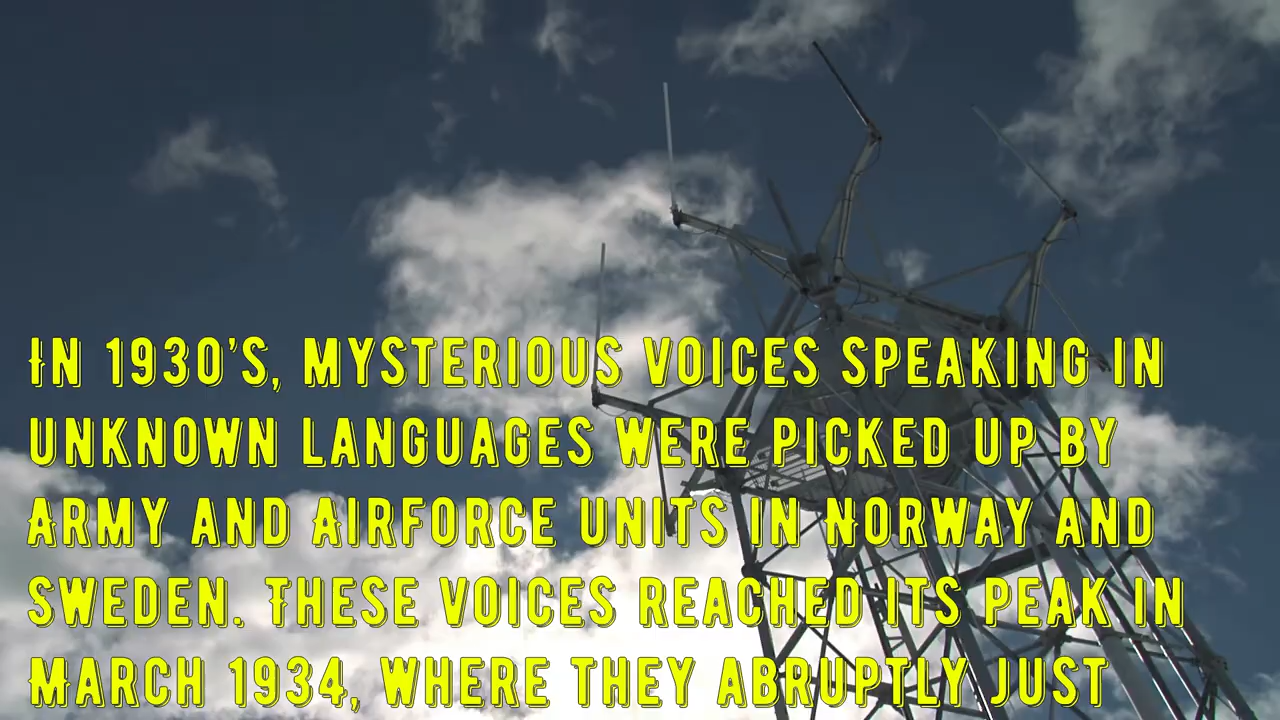 In 1930's, mysterious voices speaking in
unknown languages were picked up by
Army and Airforce units in Norway and
Sweden. These voices reached its peak in
March 1934, where they abruptly just